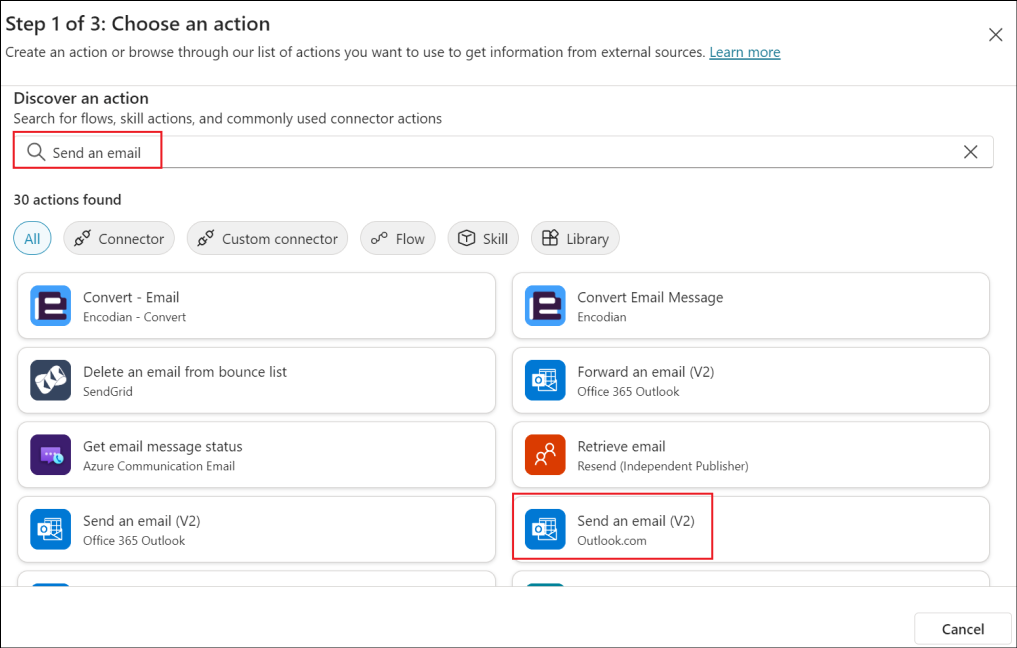 Step 1 of 3: Choose an action
Create an action or browse through our list of actions you want to use to get information from external sources. Learn more
Discover an action
Search for flows, skill actions, and commonly used connector actions
Send an email
30 actions found
All Connector Custom connector Flow Skill Library
Convert - Email
Encodian - Convert
Convert Email Message
Encodian
Delete an email from bounce list
SendGrid
Forward an email (V2)
Office 365 Outlook
Get email message status
Azure Communication Email
Retrieve email
Resend (Independent Publisher)
Send an email (V2)
Office 365 Outlook
Send an email (V2)
Outlook.com
Cancel